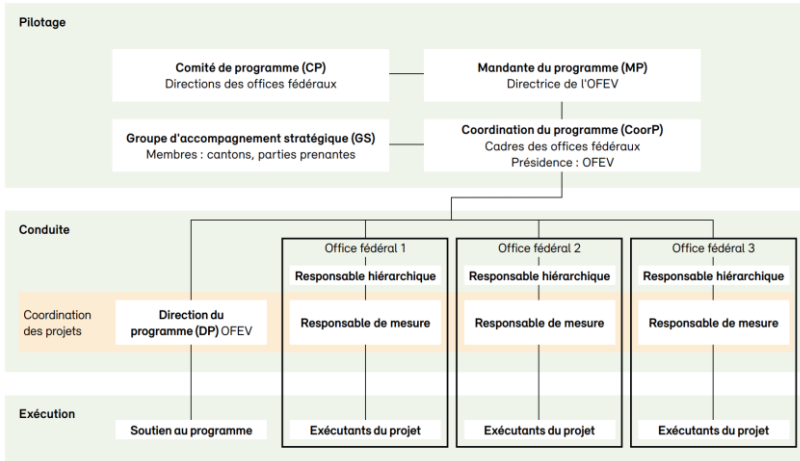 Pilotage
Comité de programme (CP)
Directions des offices fédéraux
Mandante du programme (MP)
Directrice de l'OFEV
Groupe d'accompagnement stratégique (GS)
Membres : cantons, parties prenantes
Coordination du programme (CoorP)
Cadres des offices fédéraux
Présidence : OFEV
Conduite
Office fédéral 1
Office fédéral 2
Office fédéral 3
Responsable hiérarchique
Responsable hiérarchique
Responsable hiérarchique
Coordination
des projets
Direction du
programme (DP) OFEV
Responsable de mesure
Responsable de mesure
Responsable de mesure
Exécution
Soutien au programme
Exécutants du projet
Exécutants du projet
Exécutants du projet